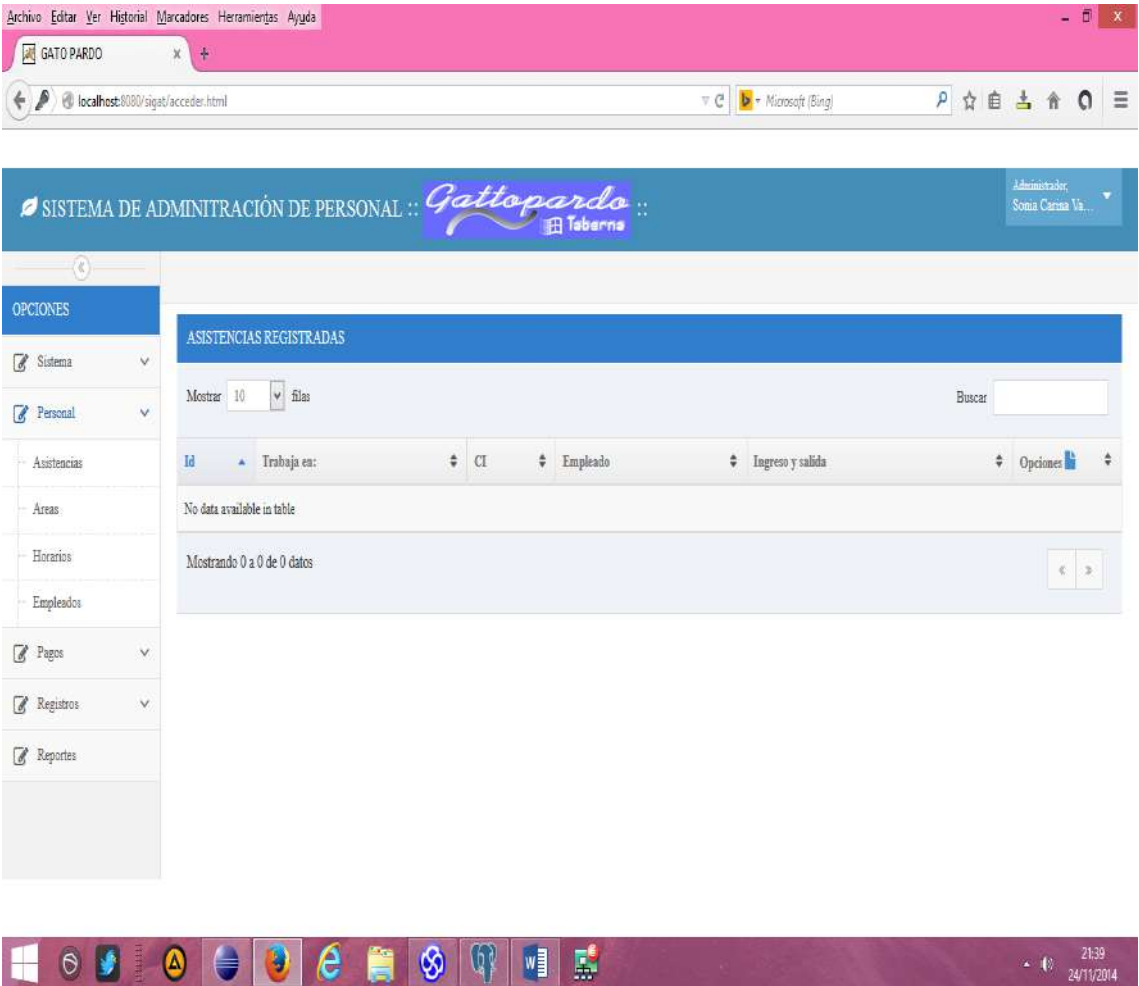 Archivo Editar Ver Historial Marcadores Herramientas Ayuda
GATO PARDO
localhost:8080/sigat/acceder.html
Microsoft (Bing)
SISTEMA DE ADMINITRACIÓN DE PERSONAL :: Gattopardo Taberna ::
Administrador,
Sonia Carina Va...
OPCIONES
Sistema
Personal
Asistencias
Areas
Horarios
Empleados
Pagos
Registros
Reportes
ASISTENCIAS REGISTRADAS
Mostrar 10 filas
Buscar
Id Trabaja en: CI Empleado Ingreso y salida Opciones
No data available in table
Mostrando 0 a 0 de 0 datos
21:39
24/11/2014